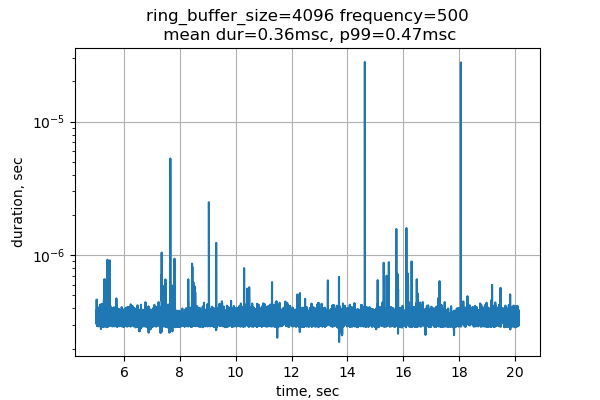 ring_buffer_size=4096 frequency=500
mean dur=0.36msc, p99=0.47msc
duration, sec
10⁻⁵
10⁻⁶
6 8 10 12 14 16 18 20
time, sec